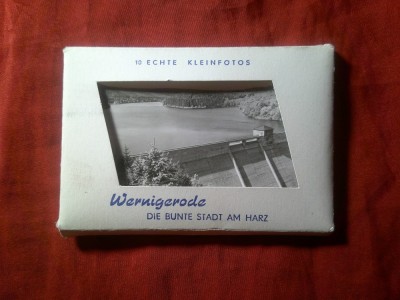 10 ECHTE KLEINFOTOS
Wernigerode
DIE BUNTE STADT AM HARZ